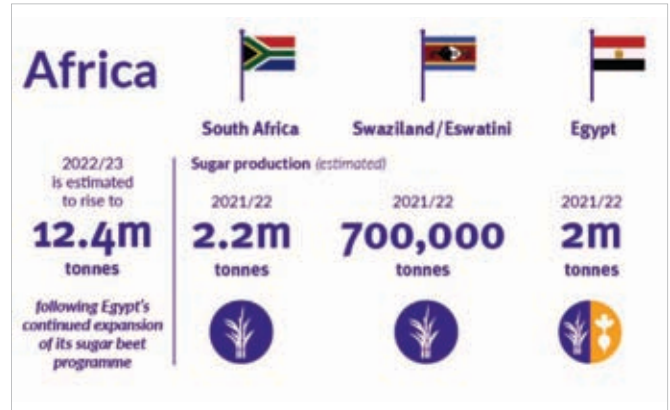 Africa
South Africa
Swaziland/Eswatini
Egypt
2022/23
is estimated
to rise to
12.4m
tonnes
following Egypt's
continued expansion
of its sugar beet
programme
Sugar production (estimated)
2021/22
2.2m
tonnes
2021/22
700,000
tonnes
2021/22
2m
tonnes